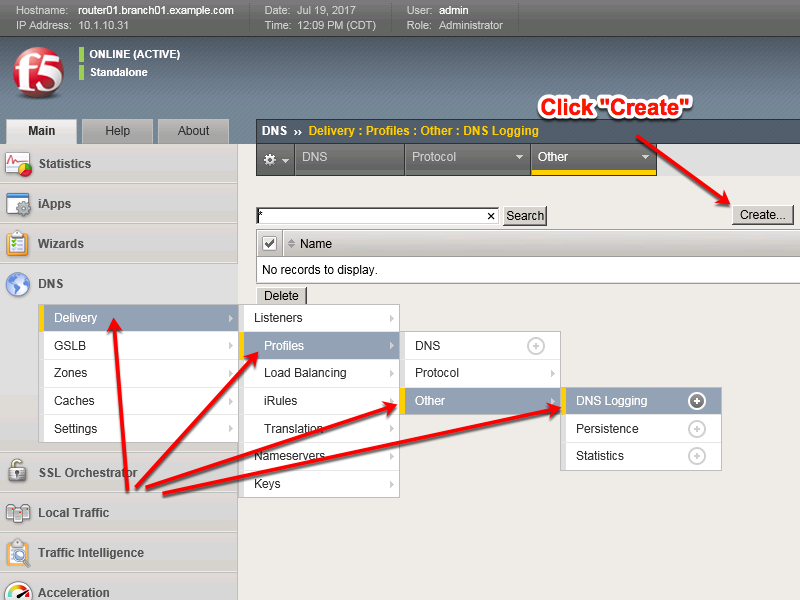 Hostname: router01.branch01.example.com Date: Jul 19, 2017 User: admin
IP Address: 10.1.10.31 Time: 12:09 PM (CDT) Role: Administrator
f5
ONLINE (ACTIVE)
Standalone
Click "Create"
Main Help About
DNS ›› Delivery : Profiles : Other : DNS Logging
DNS Protocol Other
Statistics
iApps
Wizards
DNS
* × Search Create...
Name
No records to display.
Delete
Delivery
GSLB
Zones
Caches
Settings
Listeners
Profiles
Load Balancing
iRules
Translation
Nameservers
Keys
DNS
Protocol
Other
DNS Logging
Persistence
Statistics
SSL Orchestrator
Local Traffic
Traffic Intelligence
Acceleration